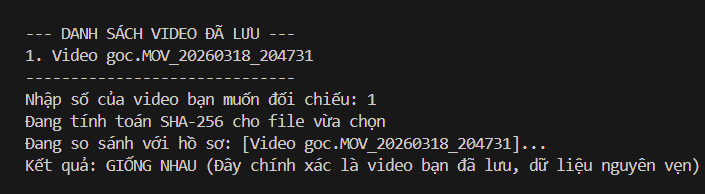 --- DANH SÁCH VIDEO ĐÃ LƯU ---
1. Video goc.MOV_20260318_204731
------------------------------
Nhập số của video bạn muốn đối chiếu: 1
Đang tính toán SHA-256 cho file vừa chọn
Đang so sánh với hồ sơ: [Video goc.MOV_20260318_204731]...
Kết quả: GIỐNG NHAU (Đây chính xác là video bạn đã lưu, dữ liệu nguyên vẹn)